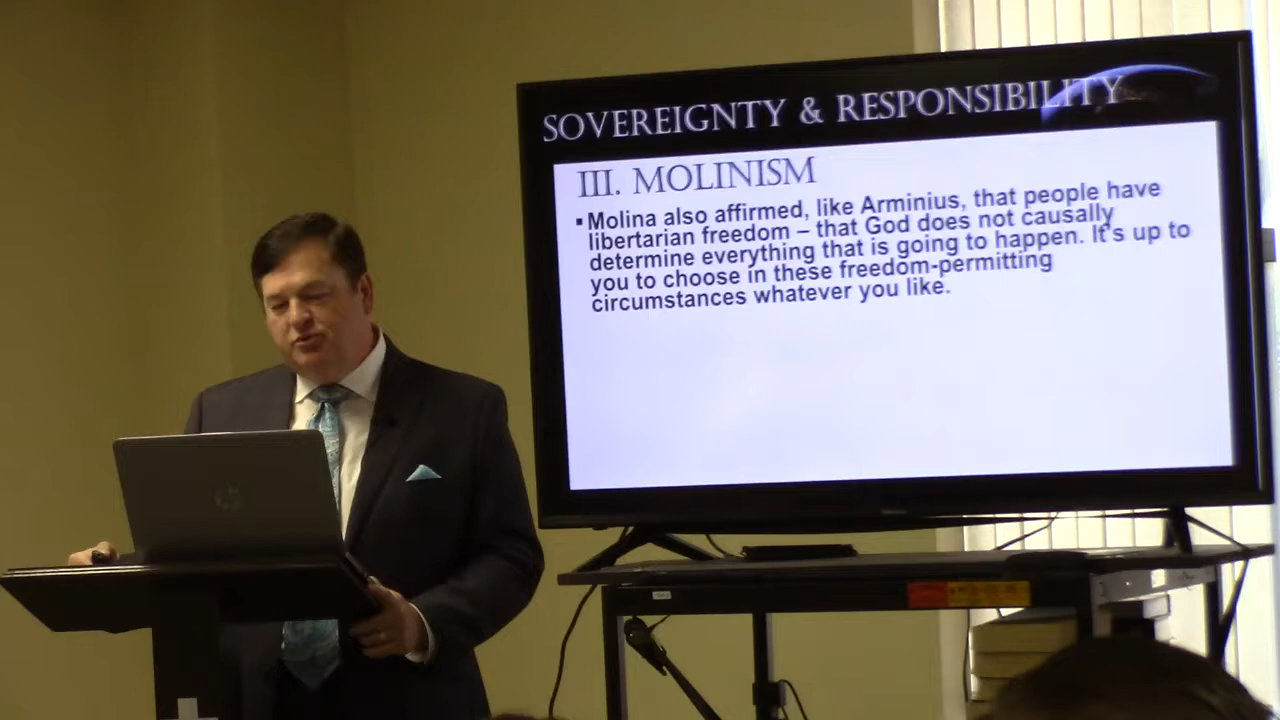 SOVEREIGNTY & RESPONSIBILITY
III. MOLINISM
▪ Molina also affirmed, like Arminius, that people have
libertarian freedom – that God does not causally
determine everything that is going to happen. It's up to
you to choose in these freedom-permitting
circumstances whatever you like.
hp